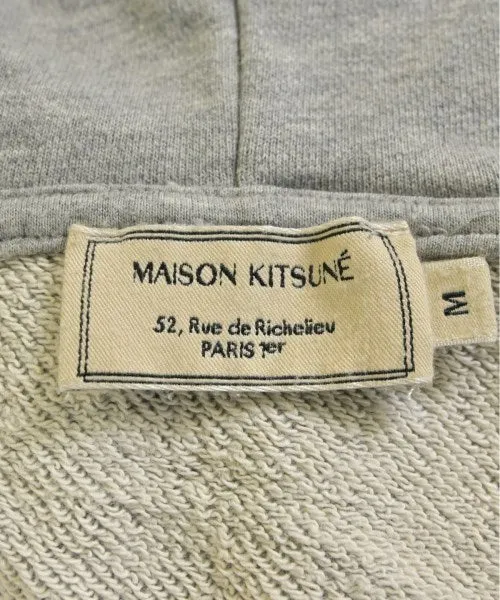 MAISON KITSUNÉ
52, Rue de Richelieu
PARIS 1er
M